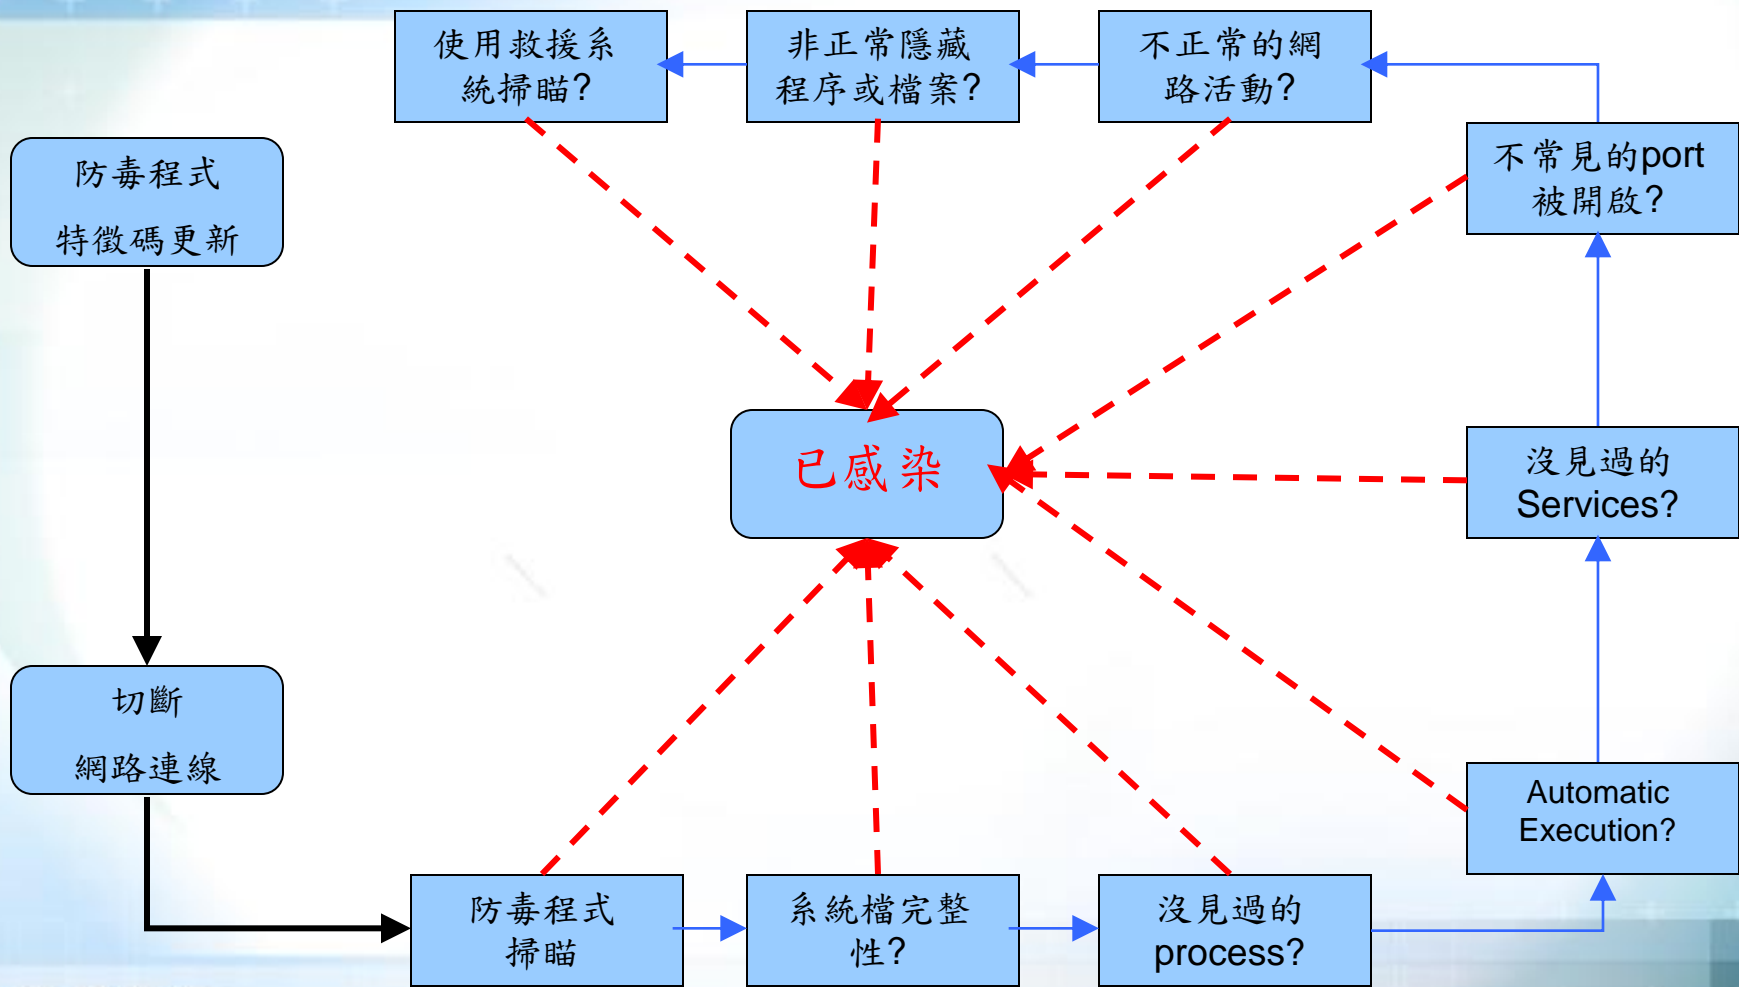 使用救援系
統掃瞄?
非正常隱藏
程序或檔案?
不正常的網
路活動?
不常見的port
被開啟?
防毒程式
特徵碼更新
已感染
沒見過的
Services?
切斷
網路連線
Automatic
Execution?
防毒程式
掃瞄
系統檔完整
性?
沒見過的
process?